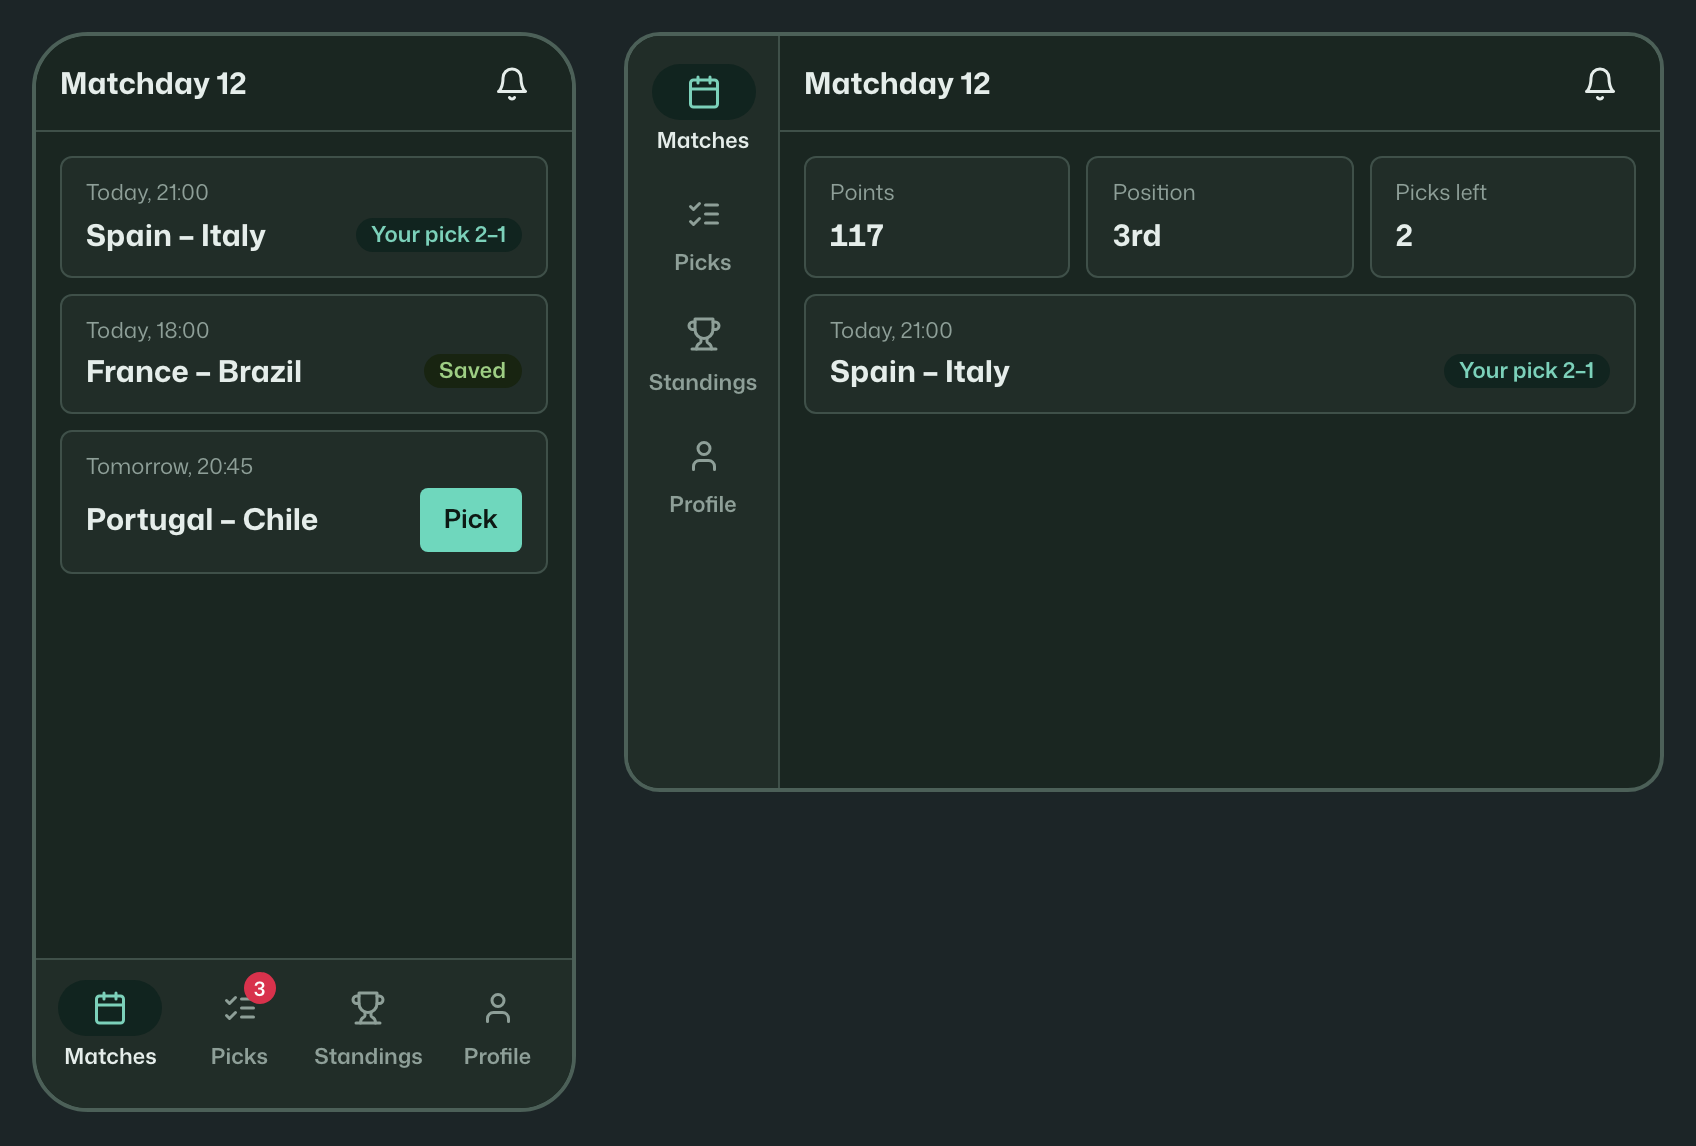 Matchday 12
Today, 21:00
Spain – Italy
Your pick 2–1
Today, 18:00
France – Brazil
Saved
Tomorrow, 20:45
Portugal – Chile
Pick
3
Matches
Picks
Standings
Profile
Matches
Picks
Standings
Profile
Matchday 12
Points
117
Position
3rd
Picks left
2
Today, 21:00
Spain – Italy
Your pick 2–1